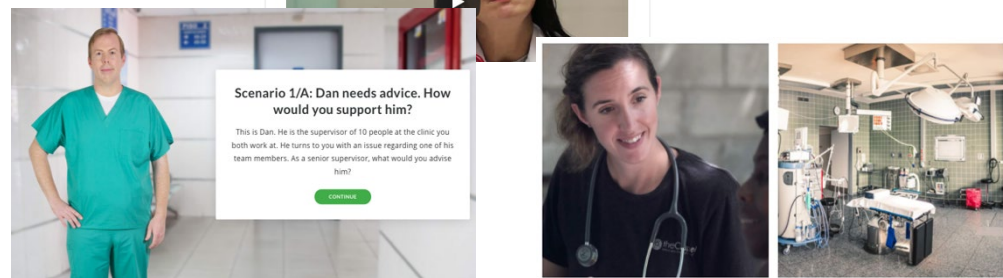 Scenario 1/A: Dan needs advice. How
would you support him?
This is Dan. He is the supervisor of 10 people at the clinic you
both work at. He turns to you with an issue regarding one of his
team members. As a senior supervisor, what would you advise
him?
CONTINUE